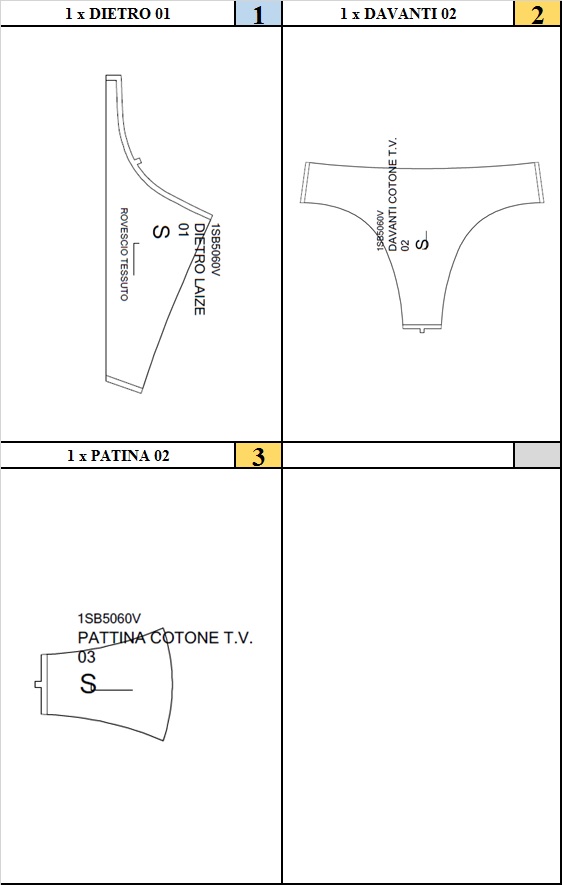 1 x DIETRO 01
1
1 x DAVANTI 02
2
1SB5060V
DIETRO LAIZE
01
S
ROVESCIO TESSUTO
1SB5060V
DAVANTI COTONE T.V.
02
S
1 x PATINA 02
3
1SB5060V
PATTINA COTONE T.V.
03
S